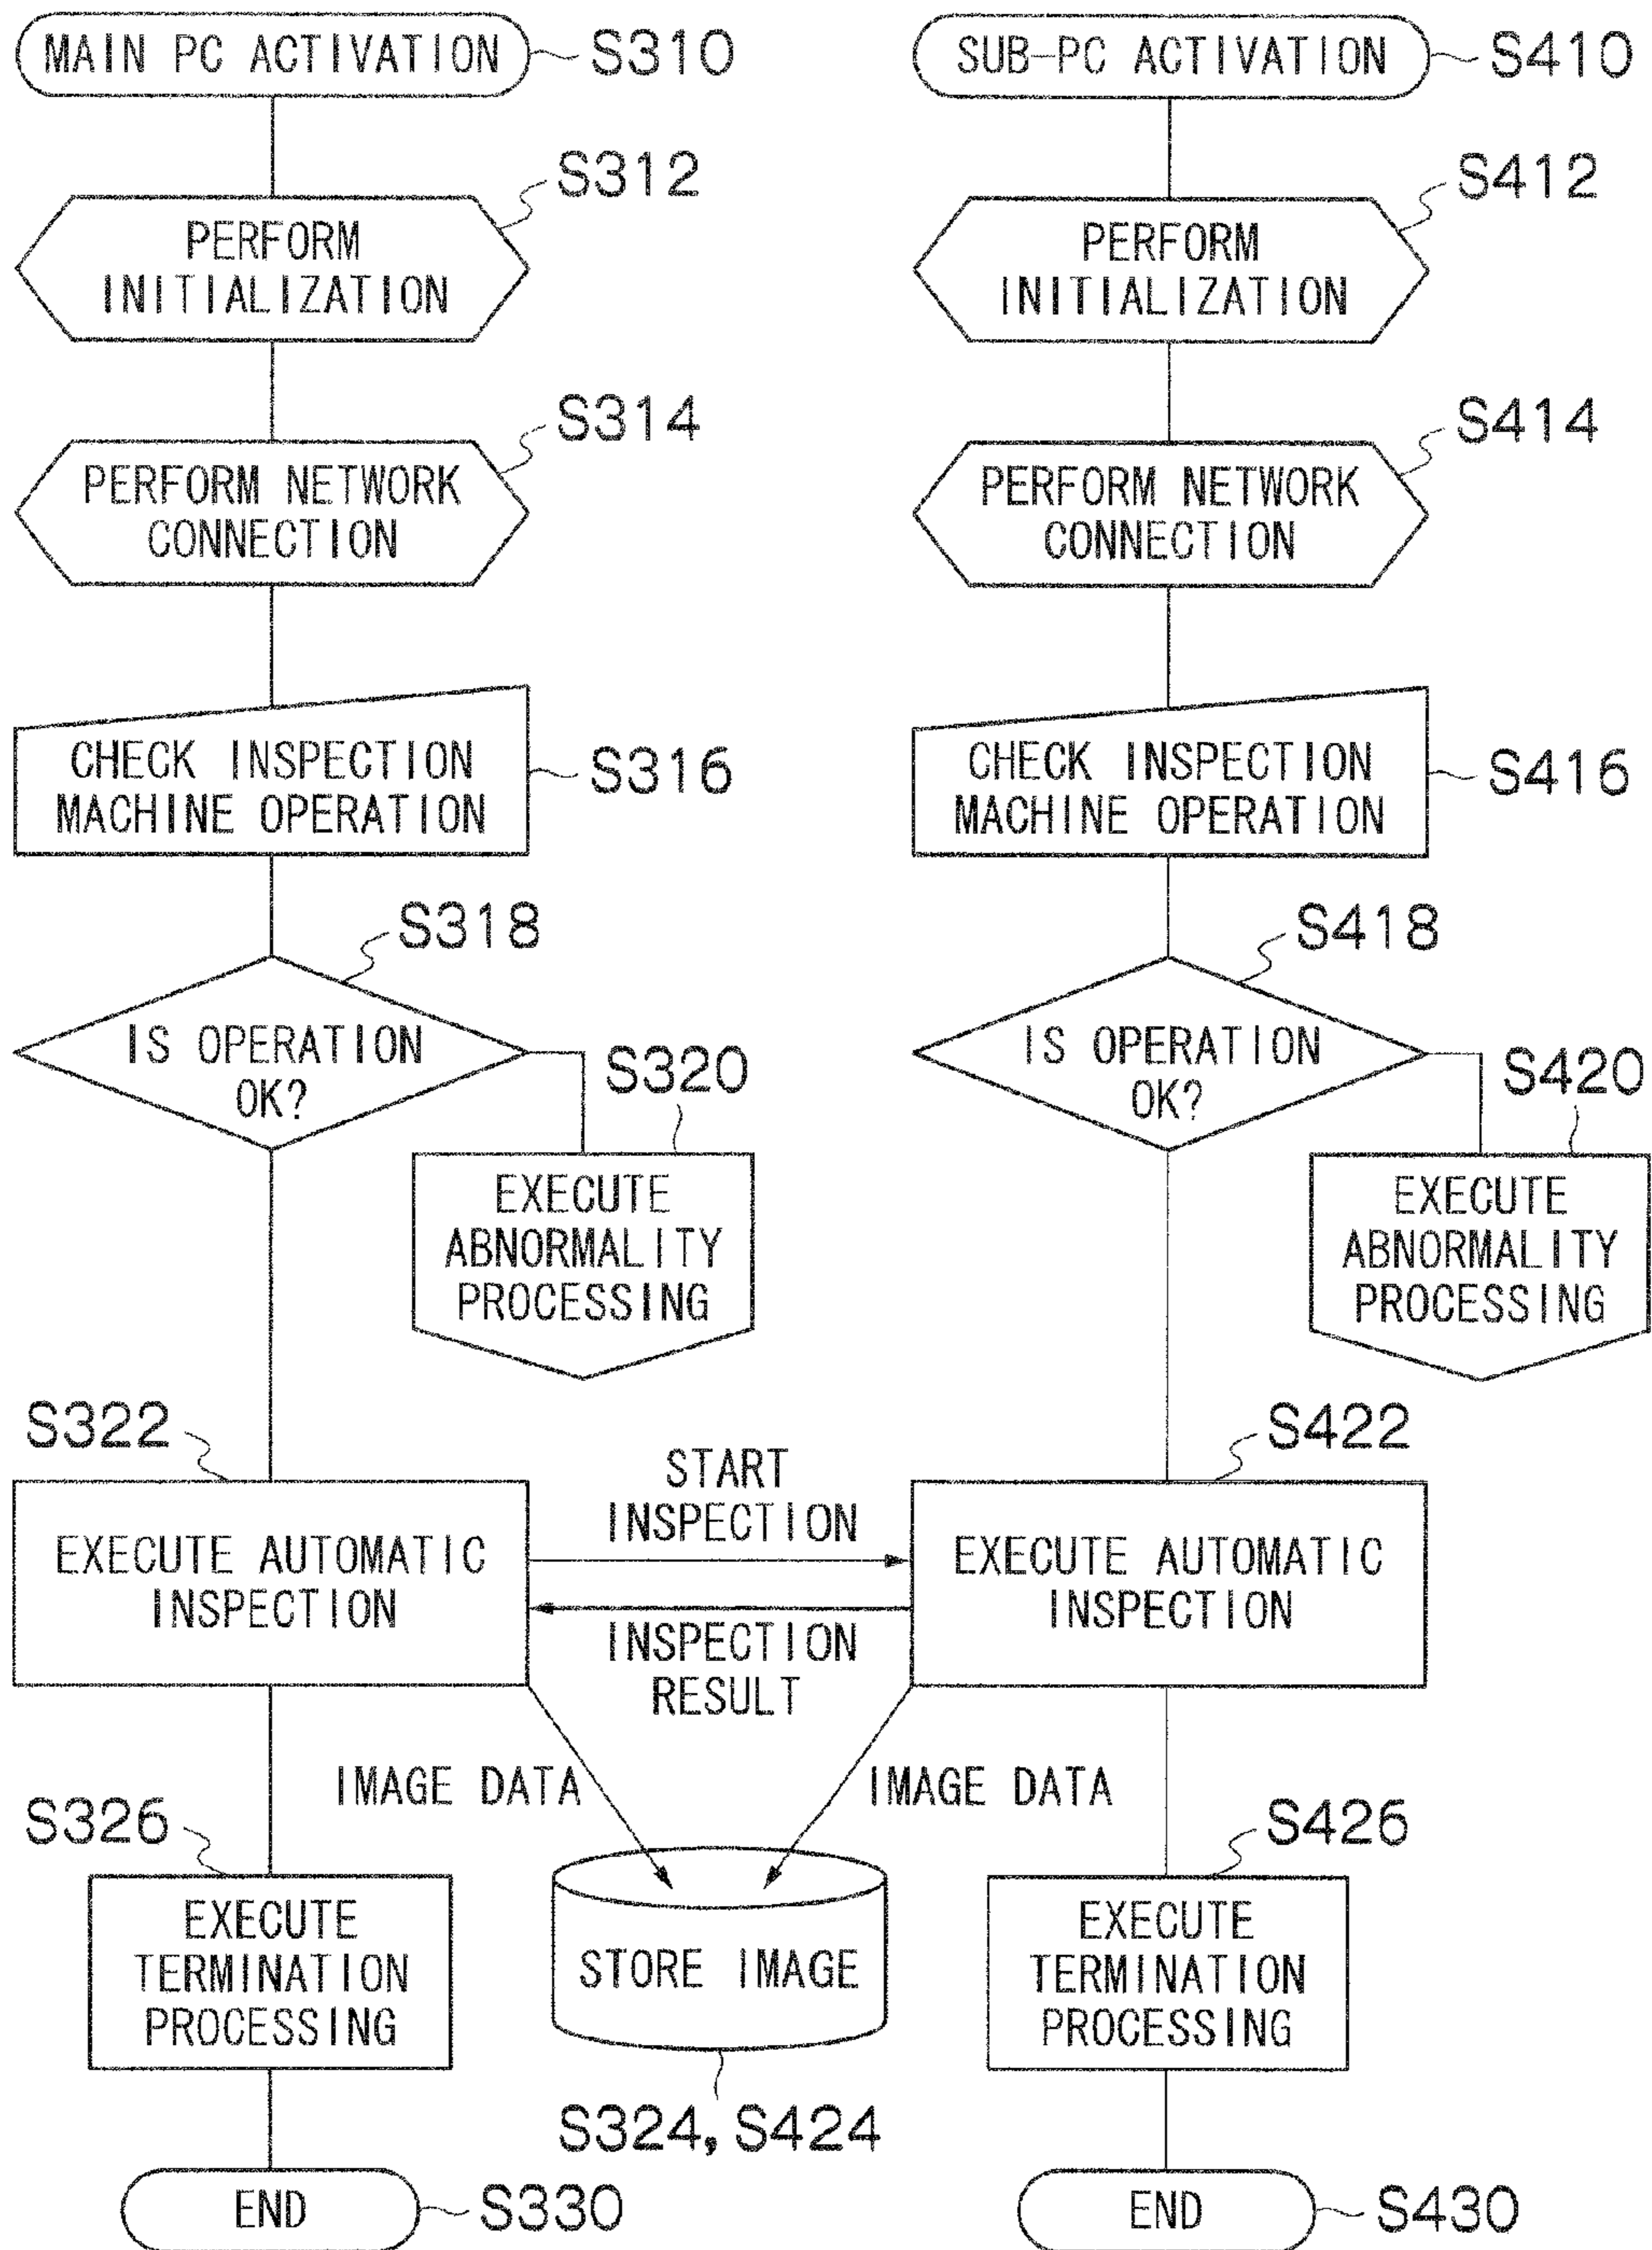 MAIN PC ACTIVATION
S310
PERFORM
INITIALIZATION
S312
PERFORM NETWORK
CONNECTION
S314
CHECK INSPECTION
MACHINE OPERATION
S316
IS OPERATION
OK?
S318
EXECUTE
ABNORMALITY
PROCESSING
S320
EXECUTE AUTOMATIC
INSPECTION
S322
START
INSPECTION
INSPECTION
RESULT
IMAGE DATA
IMAGE DATA
STORE IMAGE
S324, S424
EXECUTE
TERMINATION
PROCESSING
S326
END
S330
SUB-PC ACTIVATION
S410
PERFORM
INITIALIZATION
S412
PERFORM NETWORK
CONNECTION
S414
CHECK INSPECTION
MACHINE OPERATION
S416
IS OPERATION
OK?
S418
EXECUTE
ABNORMALITY
PROCESSING
S420
EXECUTE AUTOMATIC
INSPECTION
S422
EXECUTE
TERMINATION
PROCESSING
S426
END
S430